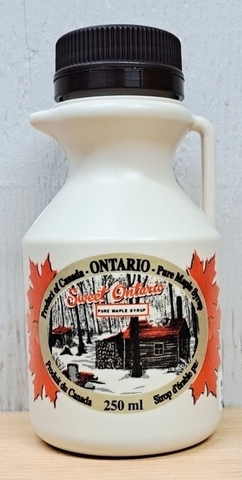 Product of Canada - ONTARIO - Pure Maple Syrup
Sweet Ontario
PURE MAPLE SYRUP
Produit du Canada
Sirop d'érable pur
250 ml